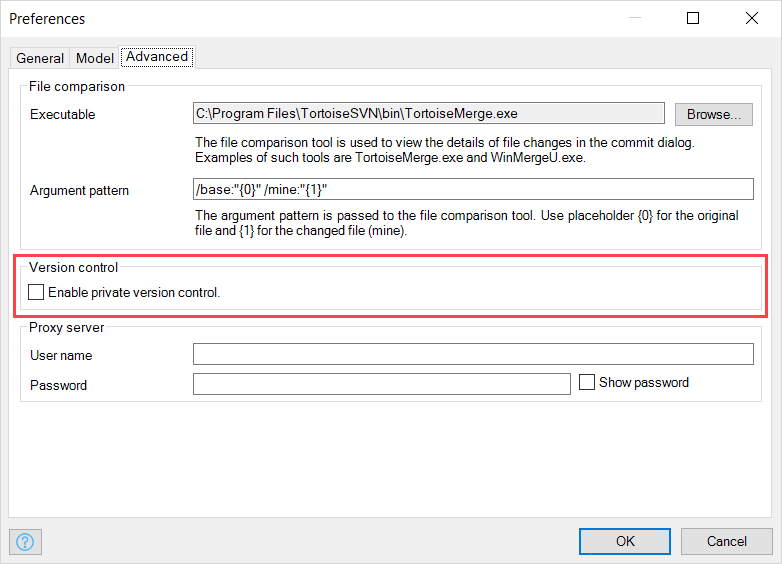 Preferences
General Model Advanced
File comparison
Executable C:\Program Files\TortoiseSVN\bin\TortoiseMerge.exe Browse...
The file comparison tool is used to view the details of file changes in the commit dialog.
Examples of such tools are TortoiseMerge.exe and WinMergeU.exe.
Argument pattern /base:"{0}" /mine:"{1}"
The argument pattern is passed to the file comparison tool. Use placeholder {0} for the original
file and {1} for the changed file (mine).
Version control
Enable private version control.
Proxy server
User name
Password Show password
? OK Cancel